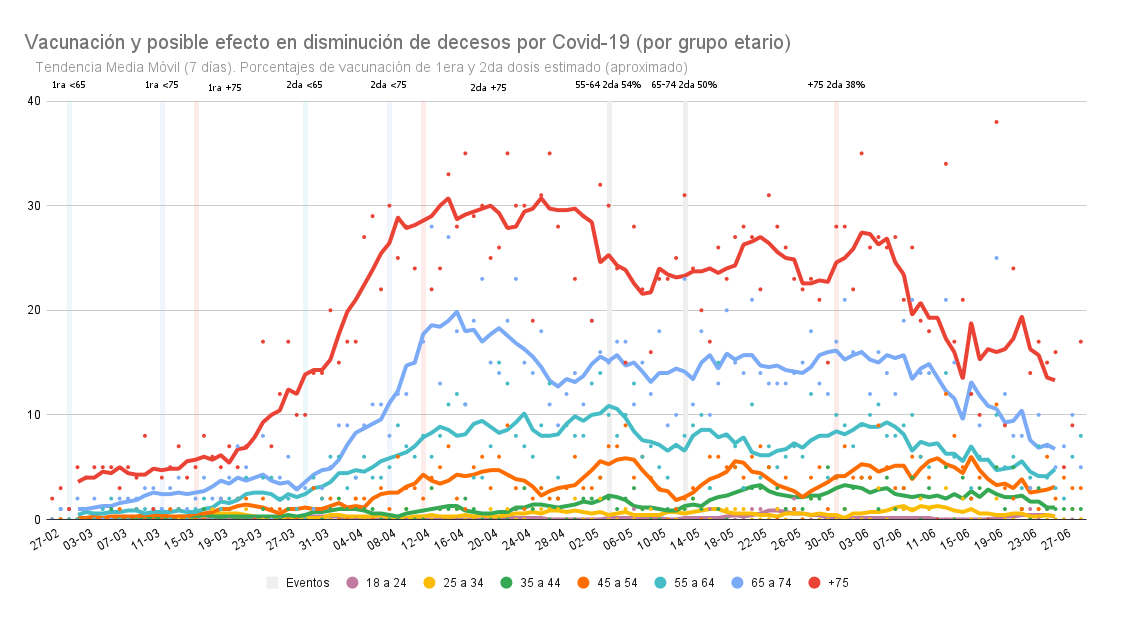 Vacunación y posible efecto en disminución de decesos por Covid-19 (por grupo etario)
Tendencia Media Móvil (7 días). Porcentajes de vacunación de 1era y 2da dosis estimado (aproximado)
1ra <65 1ra <75 1ra +75 2da <65 2da <75 2da +75 55-64 2da 54% 65-74 2da 50% +75 2da 38%
40
30
20
10
0
27-02 03-03 07-03 11-03 15-03 19-03 23-03 27-03 31-03 04-04 08-04 12-04 16-04 20-04 24-04 28-04 02-05 06-05 10-05 14-05 18-05 22-05 26-05 30-05 03-06 07-06 11-06 15-06 19-06 23-06 27-06
Eventos 18 a 24 25 a 34 35 a 44 45 a 54 55 a 64 65 a 74 +75